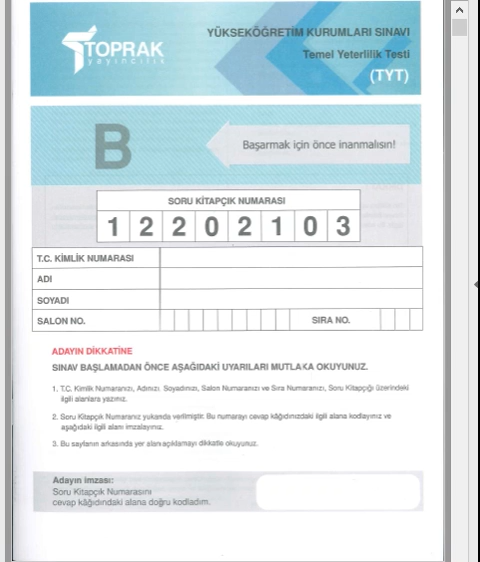 TOPRAK
yayıncılık
YÜKSEKÖĞRETİM KURUMLARI SINAVI
Temel Yeterlilik Testi
(TYT)
B
Başarmak için önce inanmalısın!
SORU KİTAPÇIK NUMARASI
1 2 2 0 2 1 0 3
T.C. KİMLİK NUMARASI
ADI
SOYADI
SALON NO. SIRA NO.
ADAYIN DİKKATİNE
SINAV BAŞLAMADAN ÖNCE AŞAĞIDAKİ UYARILARI MUTLAKA OKUYUNUZ.
1. T.C. Kimlik Numaranızı, Adınızı, Soyadınızı, Salon Numaranızı ve Sıra Numaranızı, Soru Kitapçığı üzerindeki
ilgili alanlara yazınız.
2. Soru Kitapçık Numaranız yukarıda verilmiştir. Bu numarayı cevap kâğıdınızdaki ilgili alana kodlayınız ve
aşağıdaki ilgili alanı imzalayınız.
3. Bu sayfanın arkasında yer alan açıklamayı dikkatle okuyunuz.
Adayın imzası:
Soru Kitapçık Numarasını
cevap kâğıdındaki alana doğru kodladım.